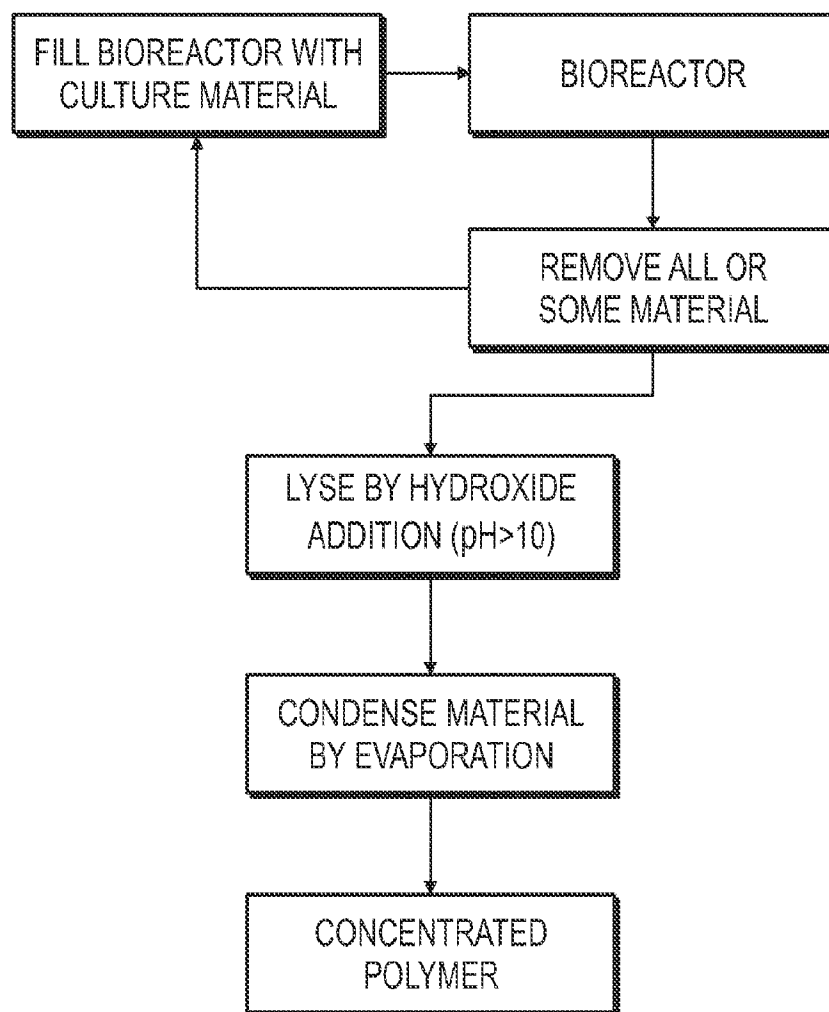 FILL BIOREACTOR WITH
CULTURE MATERIAL
BIOREACTOR
REMOVE ALL OR
SOME MATERIAL
LYSE BY HYDROXIDE
ADDITION (pH>10)
CONDENSE MATERIAL
BY EVAPORATION
CONCENTRATED
POLYMER